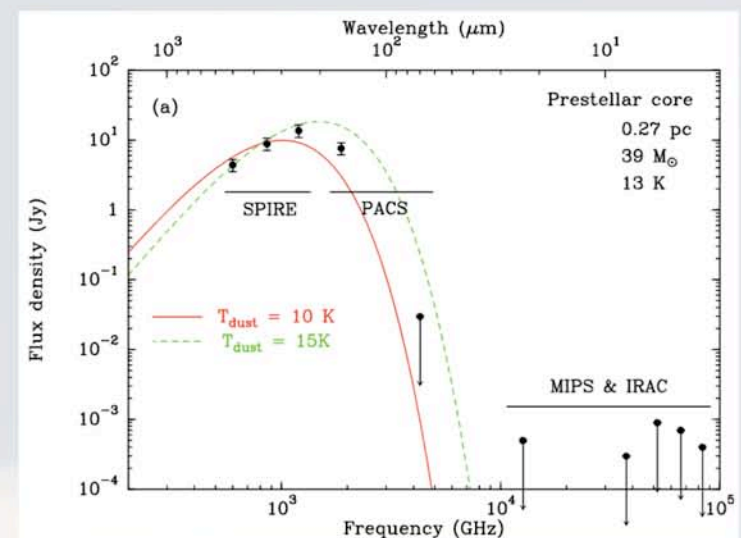 Wavelength (μm)
10³ 10² 10¹
10² 10 1 10⁻¹ 10⁻² 10⁻³ 10⁻⁴
Flux density (Jy)
(a)
Prestellar core
0.27 pc
39 M⊙
13 K
SPIRE PACS
T_dust = 10 K
T_dust = 15K
MIPS & IRAC
10³ 10⁴ 10⁵
Frequency (GHz)